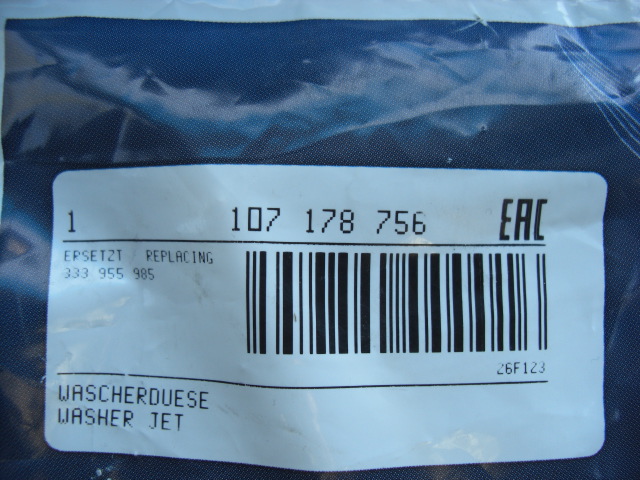 1 107 178 756 EAC
ERSETZT REPLACING
333 955 985
26F123
WASCHERDUESE
WASHER JET